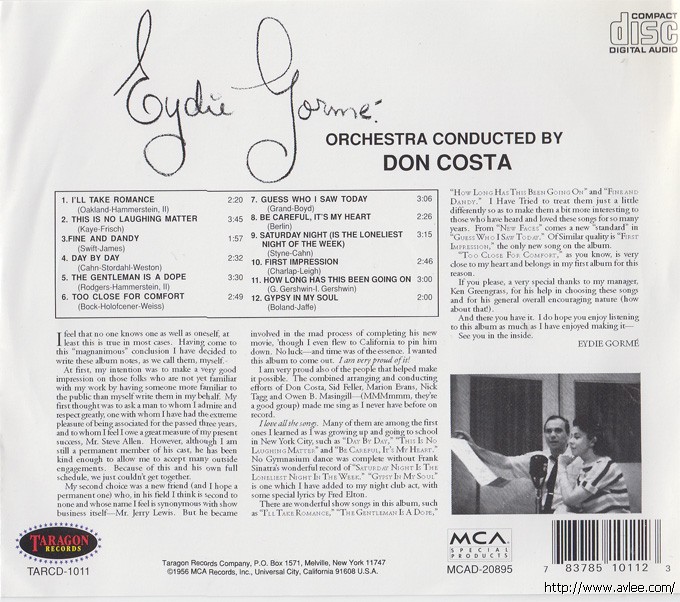 COMPACT
disc
DIGITAL AUDIO
Eydie Gormé
ORCHESTRA CONDUCTED BY
DON COSTA
1. I'LL TAKE ROMANCE 2:20
(Oakland-Hammerstein, II)
2. THIS IS NO LAUGHING MATTER 3:45
(Kaye-Frisch)
3.FINE AND DANDY 1:57
(Swift-James)
4. DAY BY DAY 2:32
(Cahn-Stordahl-Weston)
5. THE GENTLEMAN IS A DOPE 3:30
(Rodgers-Hammerstein, II)
6. TOO CLOSE FOR COMFORT 2:49
(Bock-Holofcener-Weiss)
7. GUESS WHO I SAW TODAY 3:06
(Grand-Boyd)
8. BE CAREFUL, IT'S MY HEART 2:26
(Berlin)
9. SATURDAY NIGHT (IS THE LONELIEST 3:15
NIGHT OF THE WEEK)
(Styne-Cahn)
10. FIRST IMPRESSION 2:46
(Charlap-Leigh)
11. HOW LONG HAS THIS BEEN GOING ON 3:00
(G. Gershwin-I. Gershwin)
12. GYPSY IN MY SOUL 2:00
(Boland-Jaffe)
I feel that no one knows one as well as oneself, at
least this is true in most cases. Having come to
this "magnanimous" conclusion I have decided to
write these album notes, as we call them, myself.
At first, my intention was to make a very good
impression on those folks who are not yet familiar
with my work by having someone more familiar to
the public than myself write them in my behalf. My
first thought was to ask a man to whom I admire and
respect greatly, one with whom I have had the extreme
pleasure of being associated for the passed three years,
and to whom I feel I owe a great measure of my present
success, Mr. Steve Allen. However, although I am
still a permanent member of his cast, he has been
kind enough to allow me to accept many outside
engagements. Because of this and his own full
schedule, we just couldn't get together.
My second choice was a new friend (and I hope a
permanent one) who, in his field I think is second to
none and whose name I feel is synonymous with show
business itself—Mr. Jerry Lewis. But he became
involved in the mad process of completing his new
movie, 'though I even flew to California to pin him
down. No luck—and time was of the essence. I wanted
this album to come out. I am very proud of it!
I am very proud also of the people that helped make
it possible. The combined arranging and conducting
efforts of Don Costa, Sid Feller, Marion Evans, Nick
Tagg and Owen B. Masingill—(MMMmmm, they're
a good group) made me sing as I never have before on
record.
I love all the songs. Many of them are among the first
ones I learned as I was growing up and going to school
in New York City, such as "DAY BY DAY," "THIS IS NO
LAUGHING MATTER" and "BE CAREFUL, IT'S MY HEART."
No Gymnasium dance was complete without Frank
Sinatra's wonderful record of "SATURDAY NIGHT IS THE
LONELIEST NIGHT IN THE WEEK." "GYPSY IN MY SOUL"
is one which I have added to my night club act, with
some special lyrics by Fred Elton.
There are wonderful show songs in this album, such
as "I'LL TAKE ROMANCE," "THE GENTLEMAN IS A DOPE,"
"HOW LONG HAS THIS BEEN GOING ON" and "FINE AND
DANDY." I Have Tried to treat them just a little
differently so as to make them a bit more interesting to
those who have heard and loved these songs for so many
years. From "NEW FACES" comes a new "standard" in
"GUESS WHO I SAW TODAY." Of Similar quality is "FIRST
IMPRESSION," the only new song on the album.
"TOO CLOSE FOR COMFORT," as you know, is very
close to my heart and belongs in my first album for this
reason.
If you please, a very special thanks to my manager,
Ken Greengrass, for his help in choosing these songs
and for his general overall encouraging nature (how
about that!).
And there you have it. I do hope you enjoy listening
to this album as much as I have enjoyed making it—
See you in the inside.
EYDIE GORMÉ
TARAGON
RECORDS
TARCD-1011
Taragon Records Company, P.O. Box 1571, Melville, New York 11747
©1956 MCA Records, Inc., Universal City, California 91608 U.S.A.
MCA
SPECIAL
PRODUCTS
MCAD-20895
7 83785 10112 3
http://www.avlee.com/